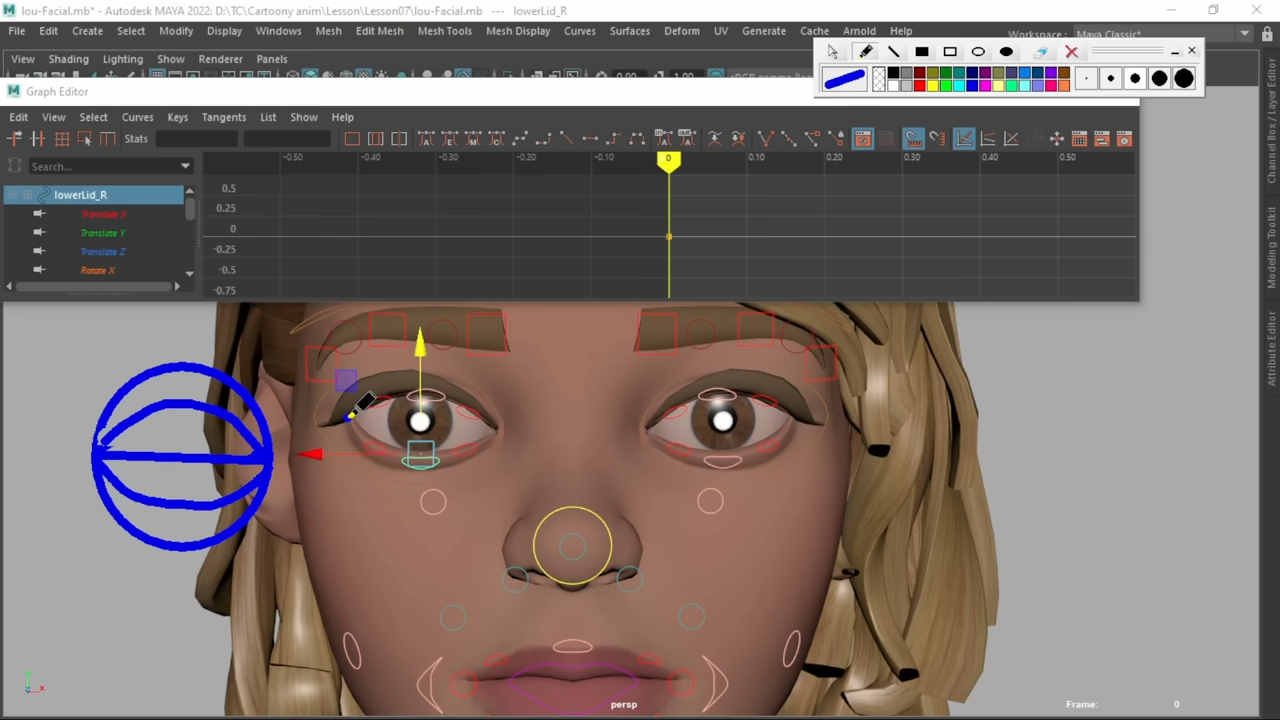 lou-Facial.mb* - Autodesk MAYA 2022: D:\TC\Cartoony anim\Lesson\Lesson07\lou-Facial.mb --- lowerLid_R
File Edit Create Select Modify Display Windows Mesh Edit Mesh Mesh Tools Mesh Display Curves Surfaces Deform UV Generate Cache Arnold Help
Workspace: Maya Classic*
View Shading Lighting Show Renderer Panels
Graph Editor
Edit View Select Curves Keys Tangents List Show Help
Stats
Search...
-0.50 -0.40 -0.30 -0.20 -0.10 0 0.10 0.20 0.30 0.40 0.50
lowerLid_R
Translate X
Translate Y
Translate Z
Rotate X
0.5
0.25
0
-0.25
-0.5
-0.75
Channel Box / Layer Editor
Modeling Toolkit
Attribute Editor
persp
Frame: 0